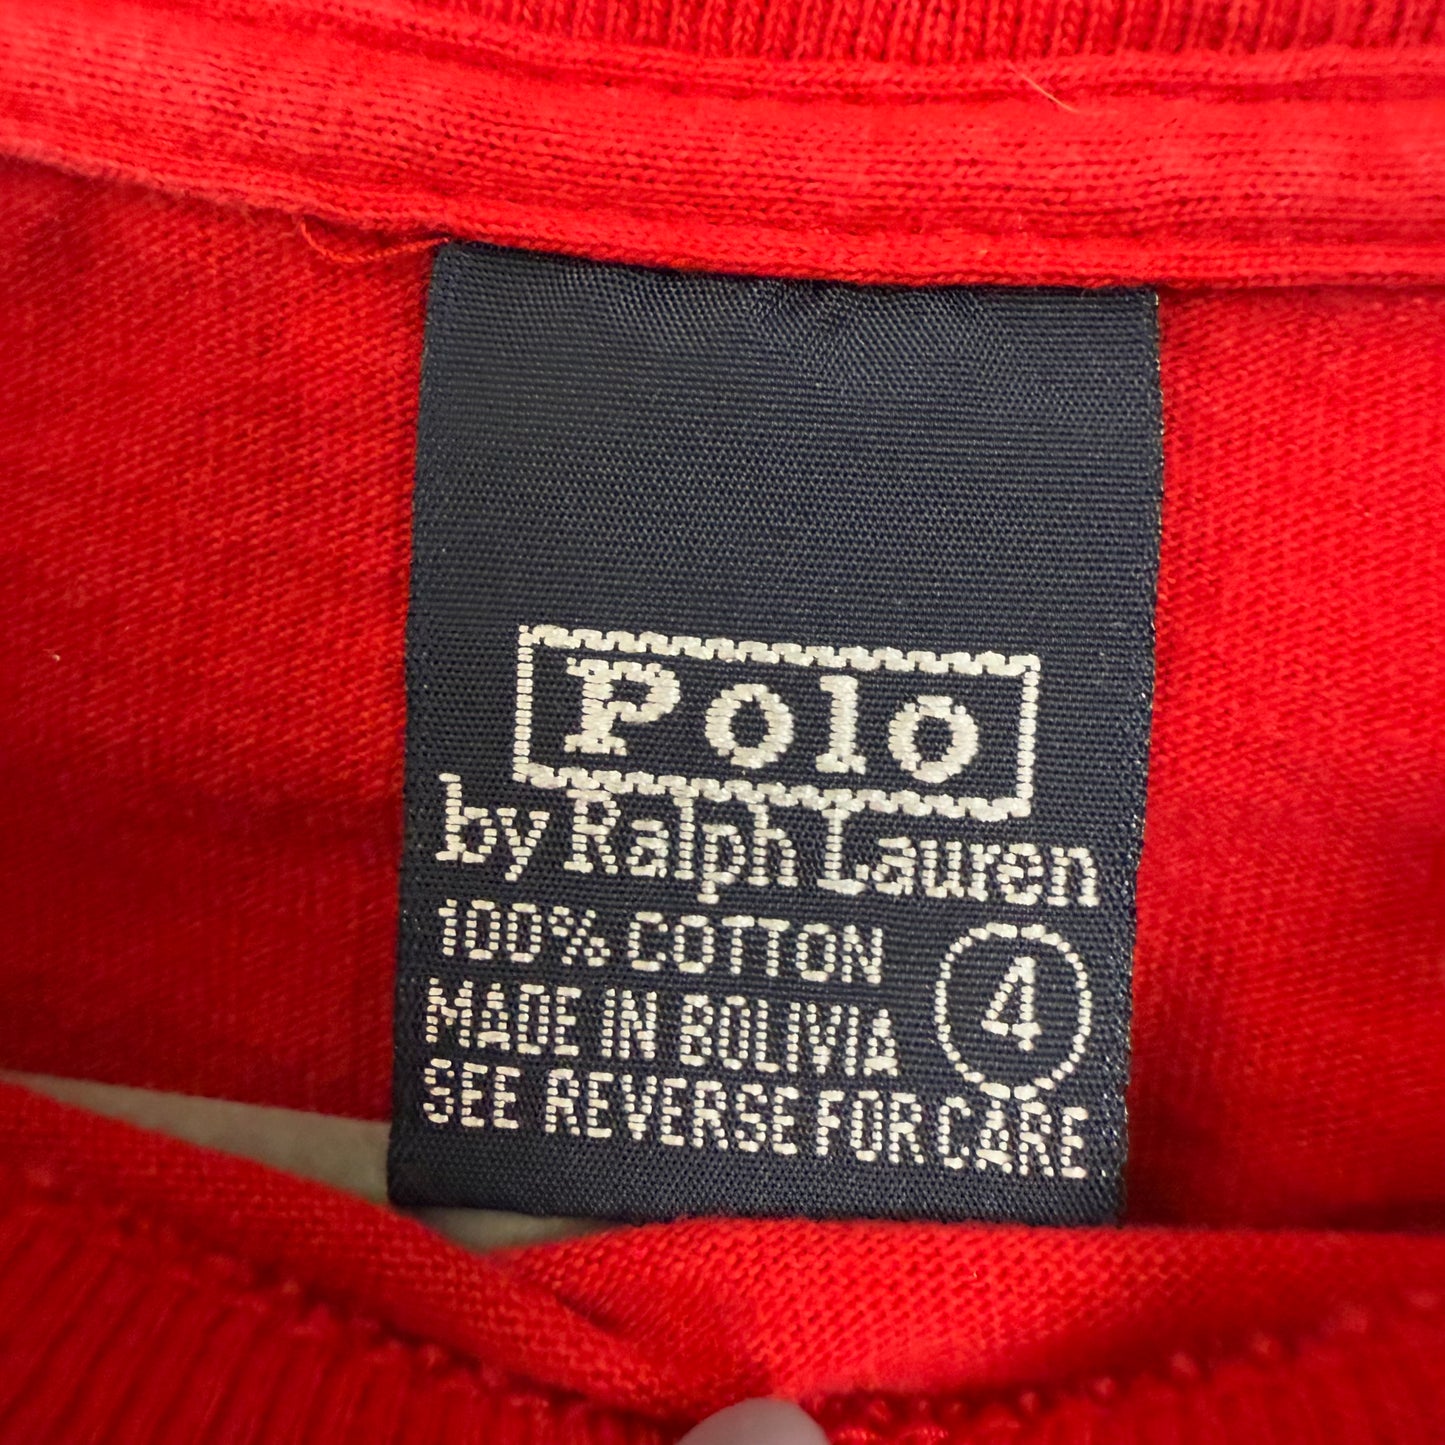 Polo
by Ralph Lauren
100% COTTON
MADE IN BOLIVIA
4
SEE REVERSE FOR CARE